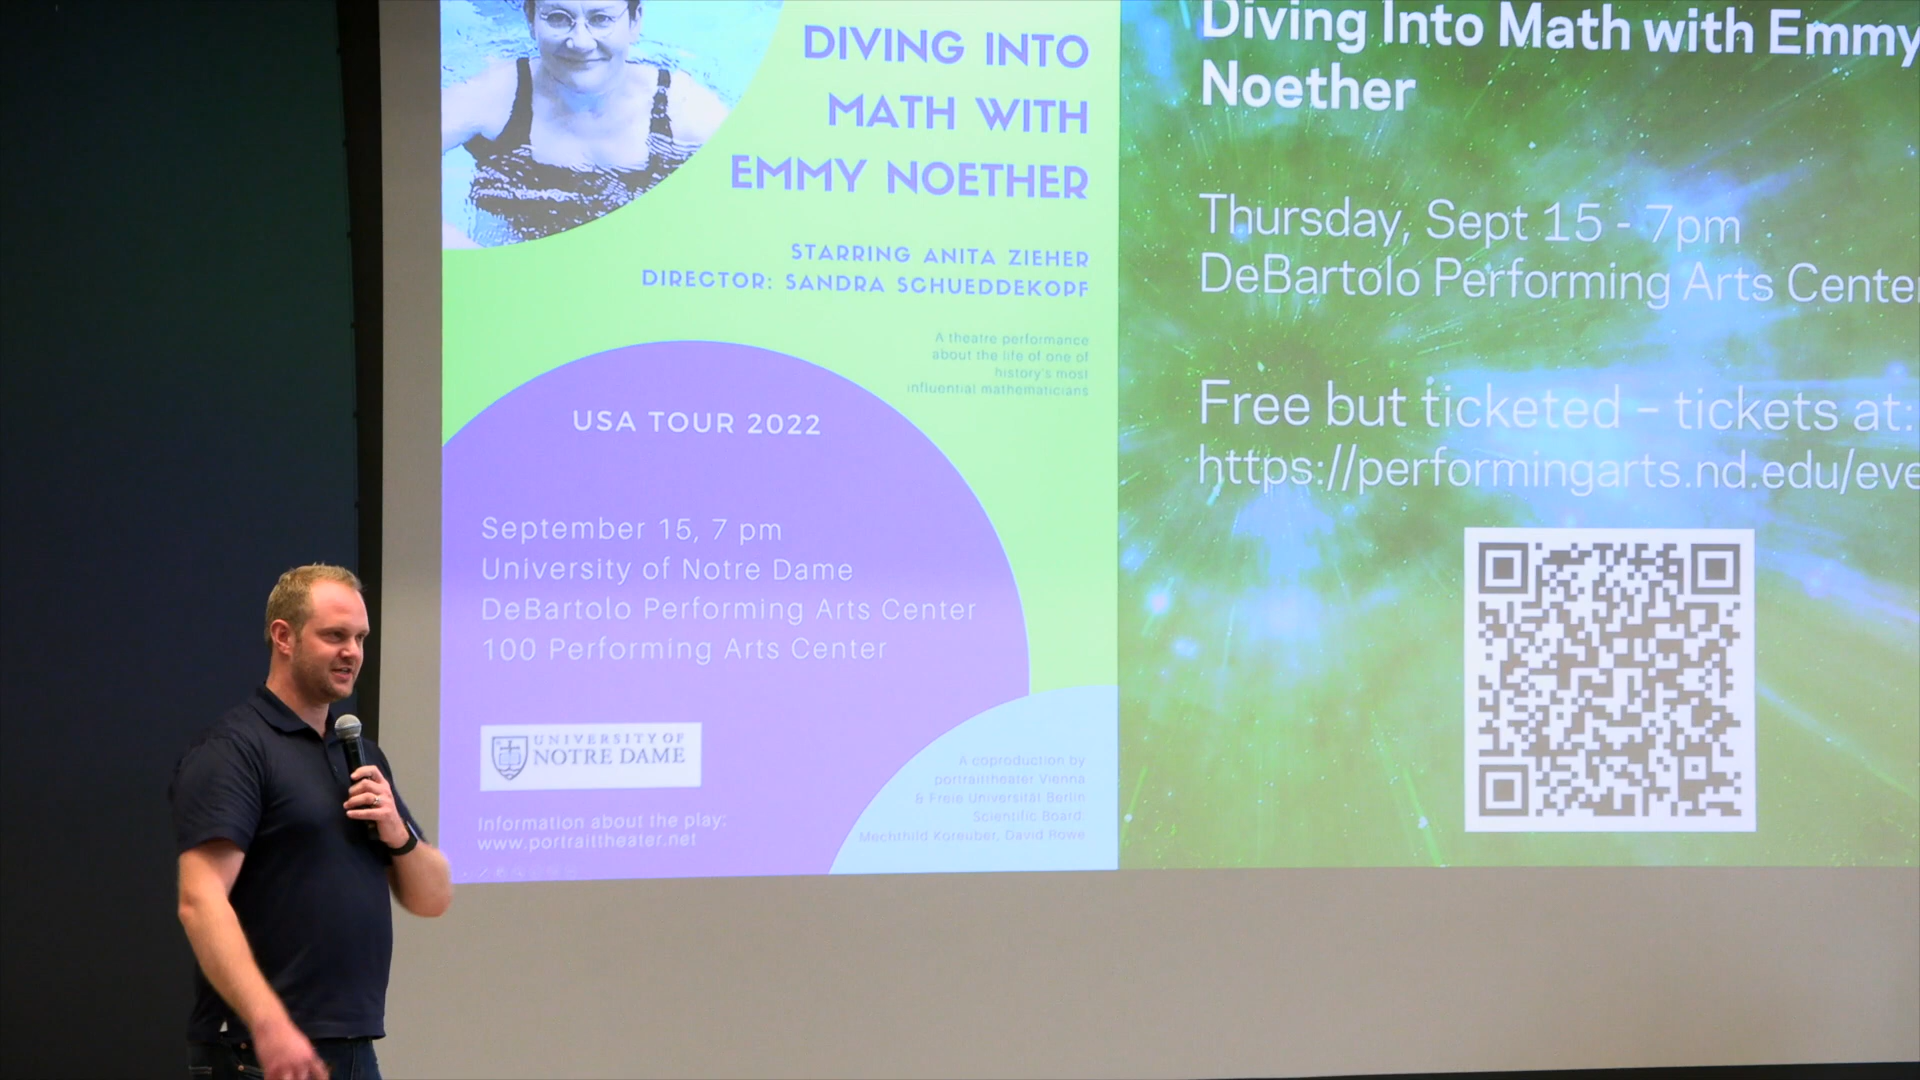 DIVING INTO
MATH WITH
EMMY NOETHER
STARRING ANITA ZIEHER
DIRECTOR: SANDRA SCHUEDDEKOPF
A theatre performance
about the life of one of
history's most
influential mathematicians
USA TOUR 2022
September 15, 7 pm
University of Notre Dame
DeBartolo Performing Arts Center
100 Performing Arts Center
UNIVERSITY OF
NOTRE DAME
Information about the play:
www.portraittheater.net
A coproduction by
portraittheater Vienna
& Freie Universität Berlin
Scientific Board:
Mechthild Koreuber, David Rowe
Diving Into Math with Emmy
Noether
Thursday, Sept 15 - 7pm
DeBartolo Performing Arts Center
Free but ticketed – tickets at:
https://performingarts.nd.edu/eve